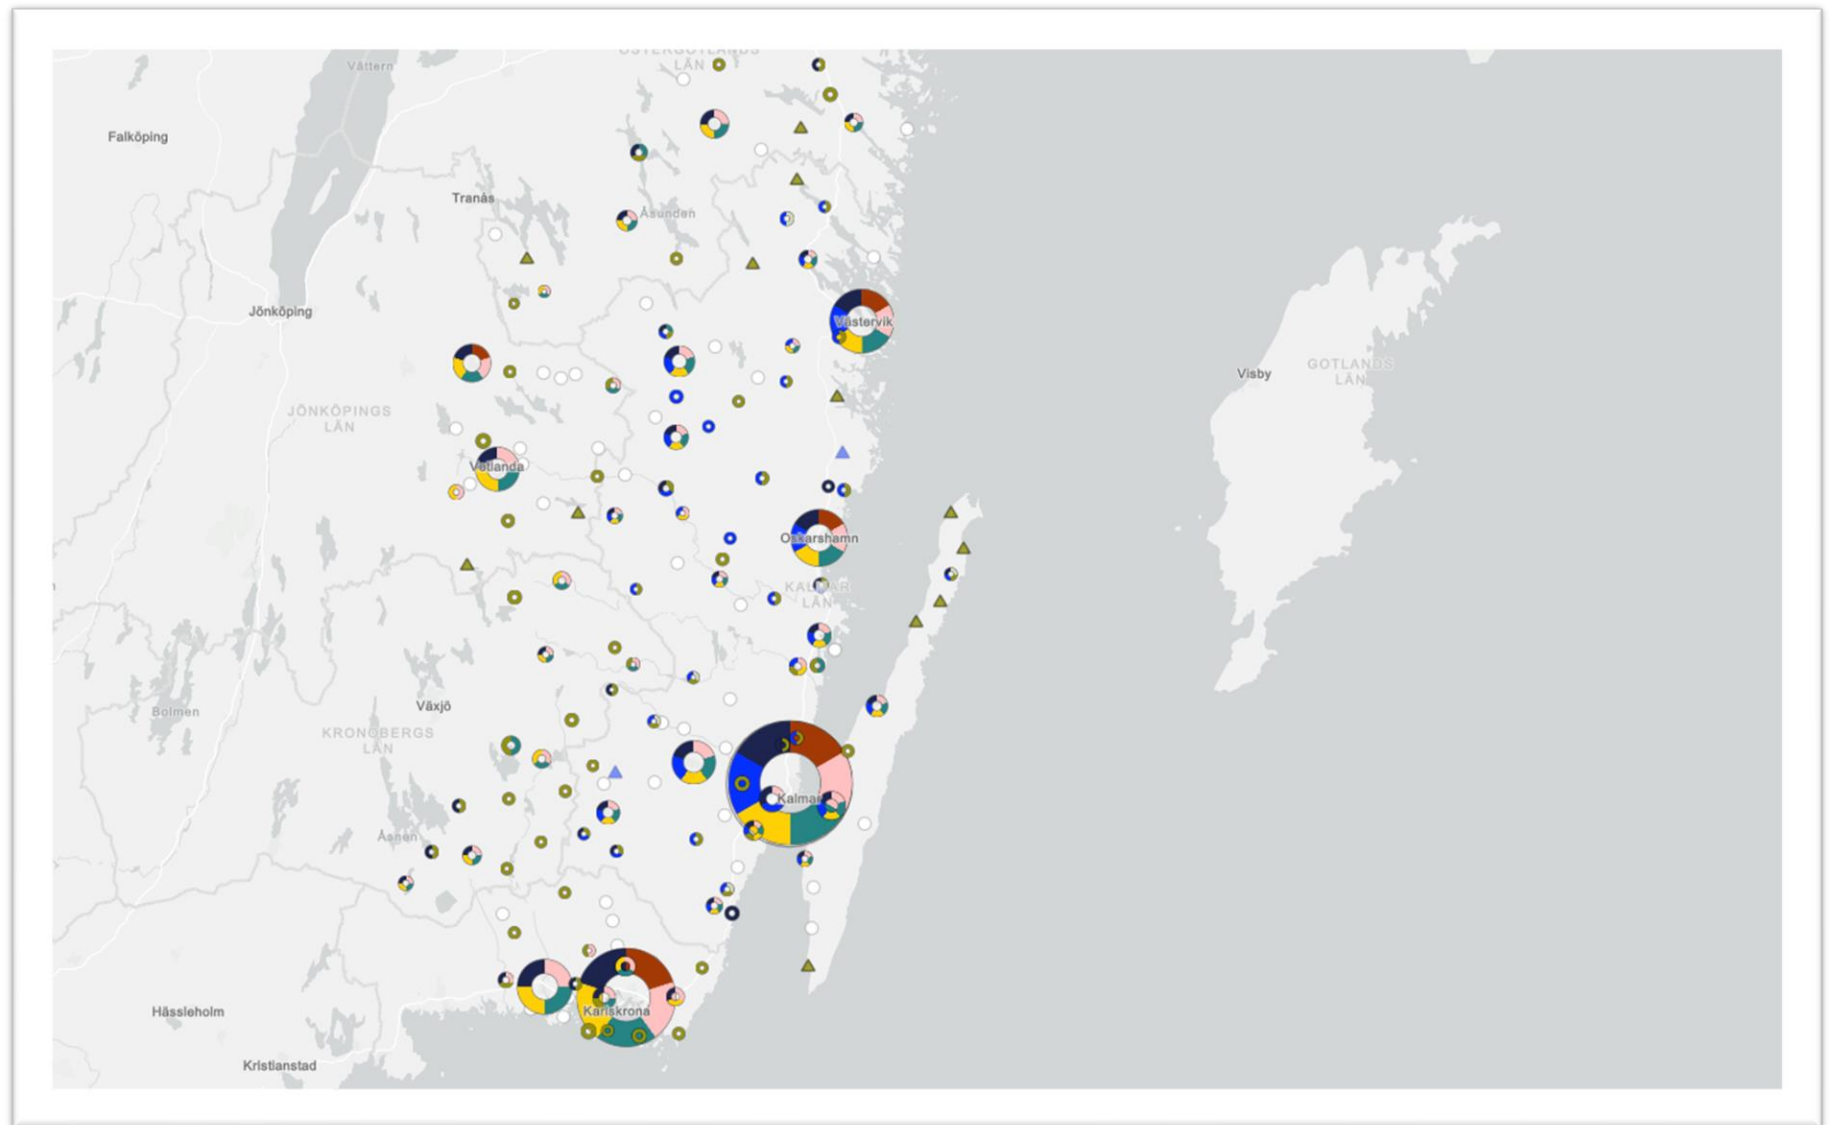 ÖSTERGÖTLANDS
LÄN
Vättern
Falköping
Tranås
Åsunden
Jönköping
Västervik
GOTLANDS
LÄN
Visby
JÖNKÖPINGS
LÄN
Vetlanda
Oskarshamn
KALMAR
LÄN
Växjö
Bolmen
KRONOBERGS
LÄN
Kalmar
Åsnen
Hässleholm
Karlskrona
Kristianstad